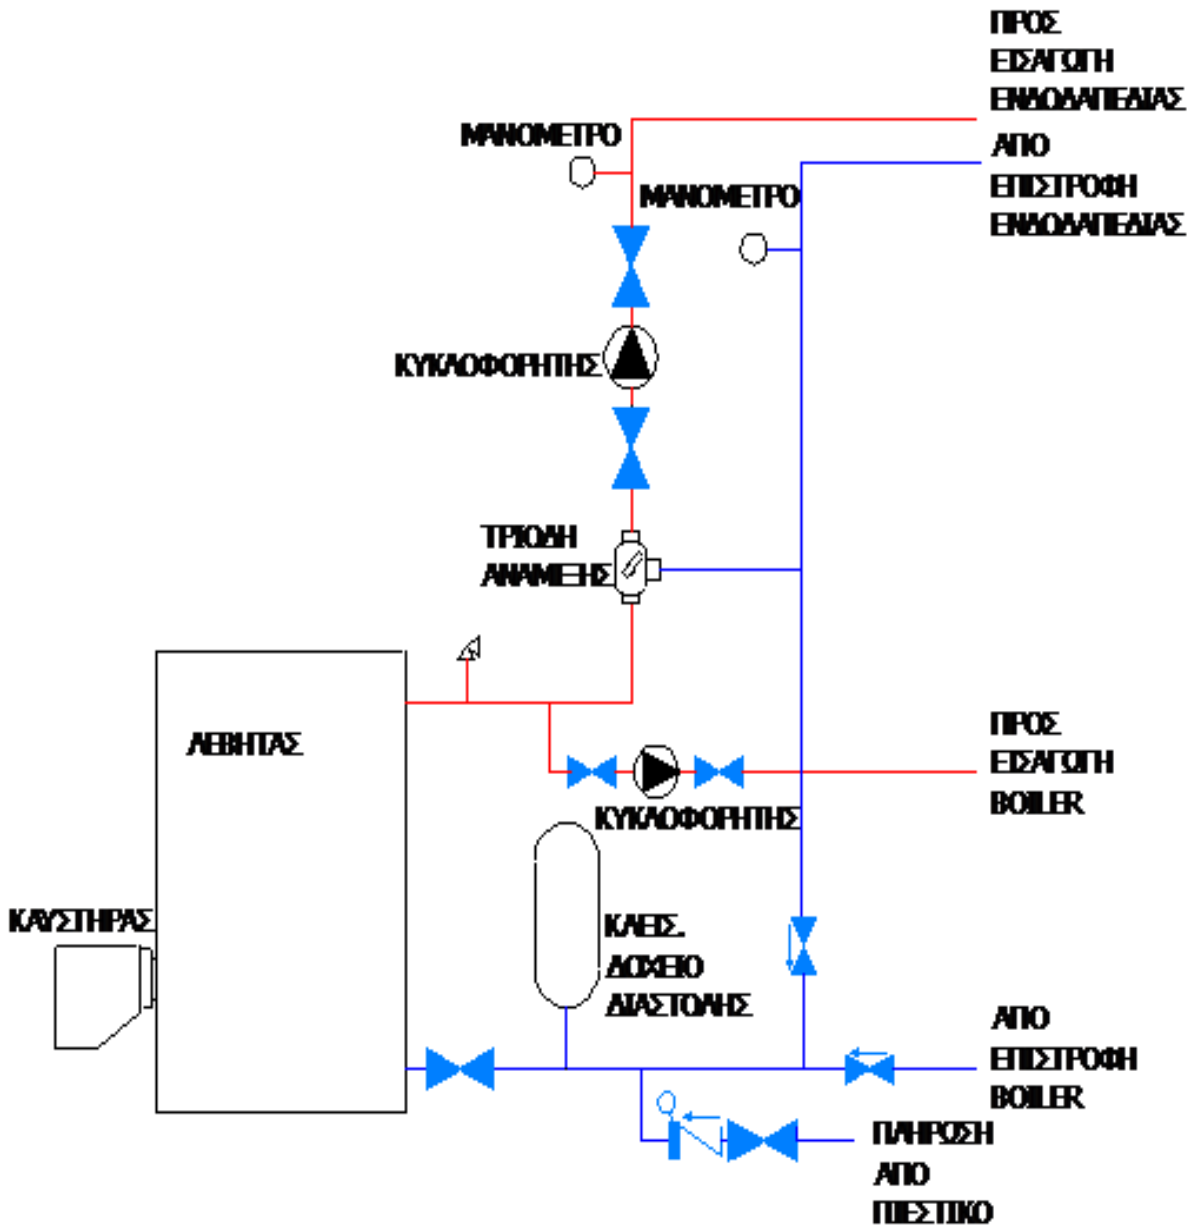 ΠΡΟΣ
ΕΙΣΑΓΩΓΗ
ΕΝΔΟΔΑΠΕΔΙΑΣ
ΜΑΝΟΜΕΤΡΟ
ΑΠΟ
ΕΠΙΣΤΡΟΦΗ
ΕΝΔΟΔΑΠΕΔΙΑΣ
ΜΑΝΟΜΕΤΡΟ
ΚΥΚΛΟΦΟΡΗΤΗΣ
ΤΡΙΟΔΗ
ΑΝΑΜΙΞΗΣ
ΛΕΒΗΤΑΣ
ΠΡΟΣ
ΕΙΣΑΓΩΓΗ
BOILER
ΚΥΚΛΟΦΟΡΗΤΗΣ
ΚΑΥΣΤΗΡΑΣ
ΚΛΕΙΣ.
ΔΟΧΕΙΟ
ΔΙΑΣΤΟΛΗΣ
ΑΠΟ
ΕΠΙΣΤΡΟΦΗ
BOILER
ΠΛΗΡΩΣΗ
ΑΠΟ
ΠΙΕΣΤΙΚΟ